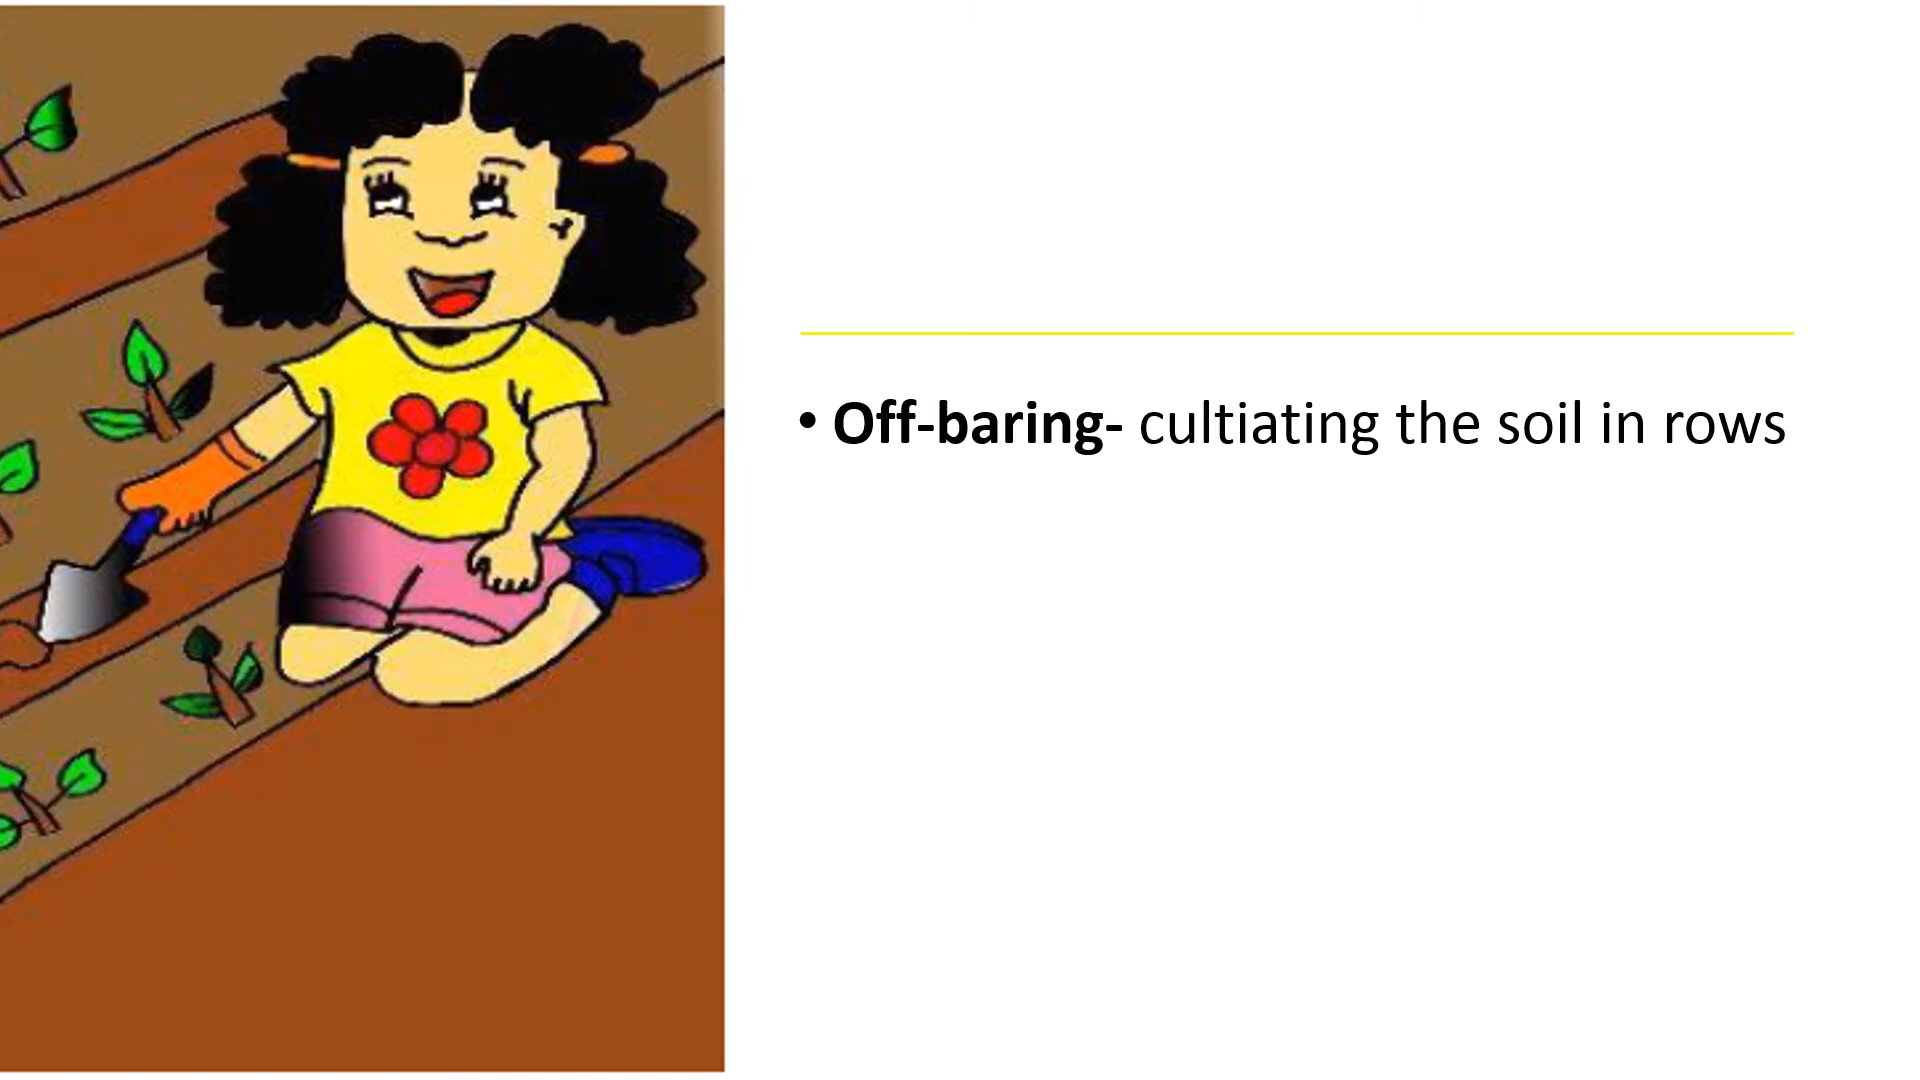 • Off-baring- cultiating the soil in rows